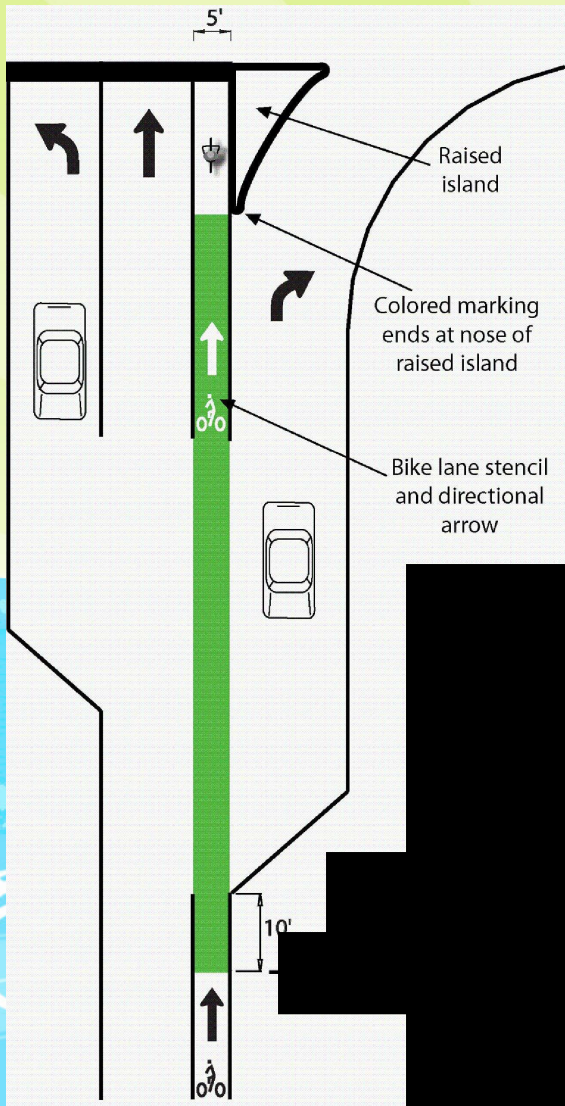 5'
Raised
island
Colored marking
ends at nose of
raised island
Bike lane stencil
and directional
arrow
10'